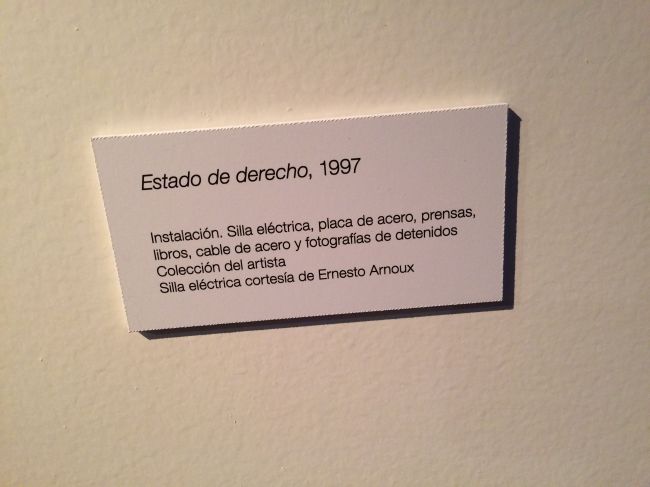 Estado de derecho, 1997
Instalación. Silla eléctrica, placa de acero, prensas,
libros, cable de acero y fotografías de detenidos
Colección del artista
Silla eléctrica cortesía de Ernesto Arnoux